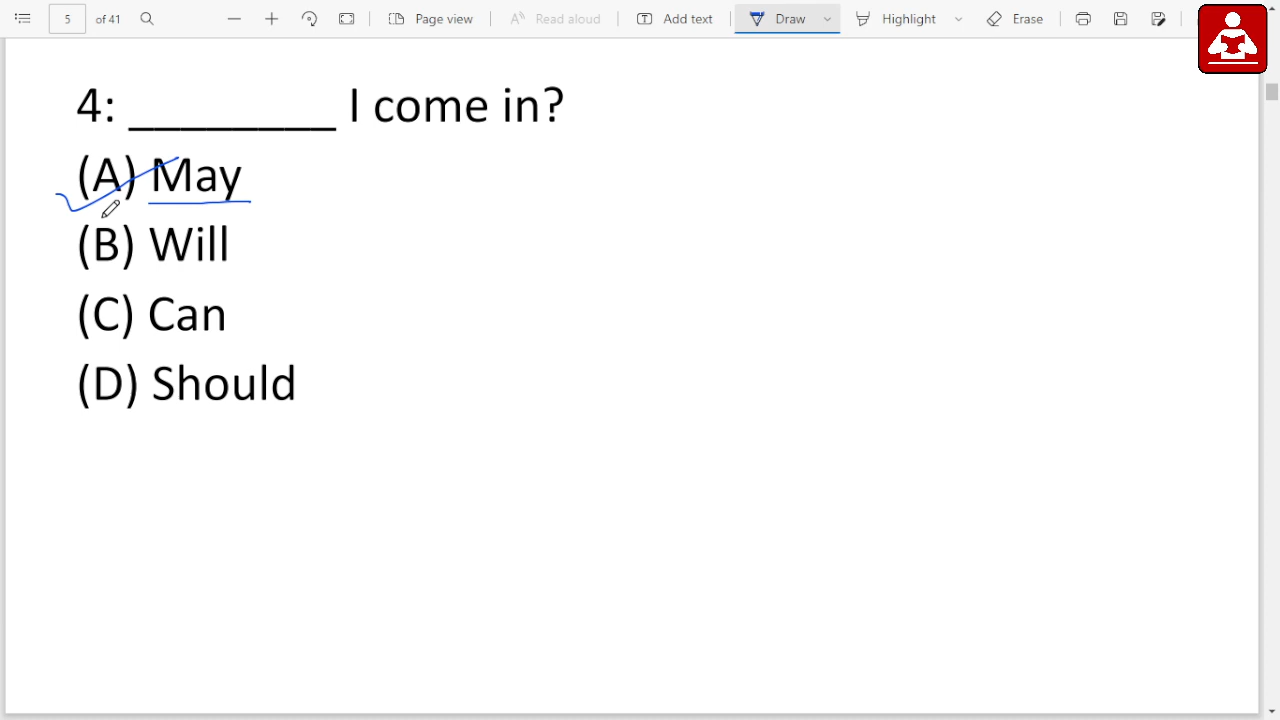 5 of 41 Page view Read aloud Add text Draw Highlight Erase
4: ________ I come in?
(A) May
(B) Will
(C) Can
(D) Should